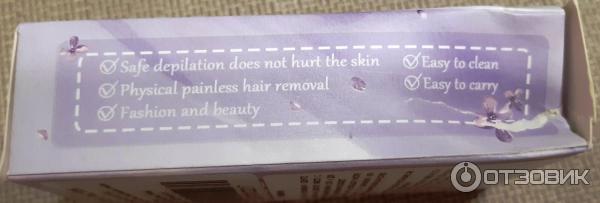 Safe depilation does not hurt the skin
Physical painless hair removal
Fashion and beauty
Easy to clean
Easy to carry
ОТЗОВИК